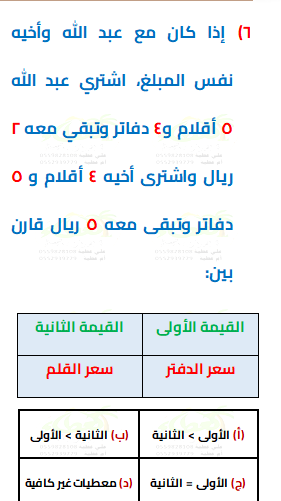 ٦) إذا كان مع عبد الله وأخيه
نفس المبلغ، اشتري عبد الله
٥ أقلام و٤ دفاتر وتبقي معه ٢
ريال واشترى أخيه ٤ أقلام و ٥
دفاتر وتبقى معه ٥ ريال قارن
بين:
القيمة الأولى القيمة الثانية
سعر الدفتر سعر القلم
(أ) الأولى > الثانية (ب) الثانية > الأولى
(ج) الأولى = الثانية (د) معطيات غير كافية